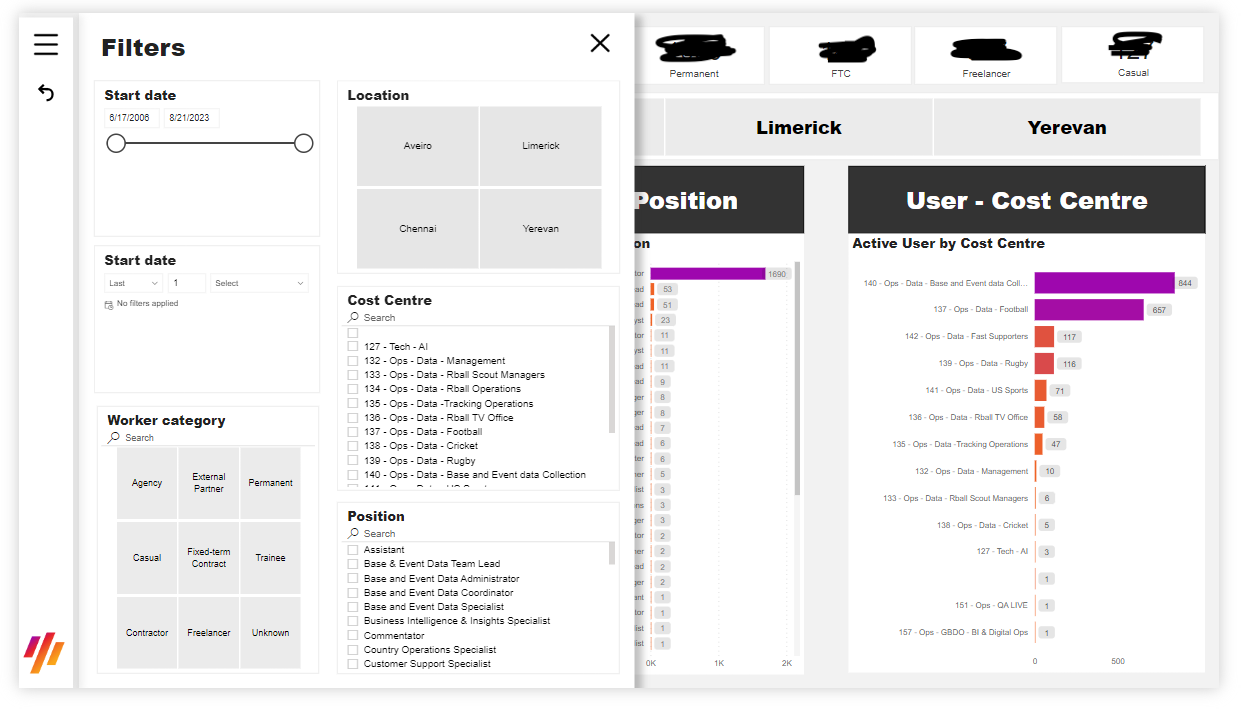 Filters
Start date
6/17/2006 8/21/2023
Start date
Last 1 Select
No filters applied
Worker category
Search
Agency External Partner Permanent
Casual Fixed-term Contract Trainee
Contractor Freelancer Unknown
Location
Aveiro Limerick
Chennai Yerevan
Cost Centre
Search
127 - Tech - AI
132 - Ops - Data - Management
133 - Ops - Data - Rball Scout Managers
134 - Ops - Data - Rball Operations
135 - Ops - Data -Tracking Operations
136 - Ops - Data - Rball TV Office
137 - Ops - Data - Football
138 - Ops - Data - Cricket
139 - Ops - Data - Rugby
140 - Ops - Data - Base and Event data Collection
Position
Search
Assistant
Base & Event Data Team Lead
Base and Event Data Administrator
Base and Event Data Coordinator
Base and Event Data Specialist
Business Intelligence & Insights Specialist
Commentator
Country Operations Specialist
Customer Support Specialist
Permanent
FTC
Freelancer
Casual
Limerick
Yerevan
Position
on
tor 1690
ad 53
ad 51
yst 23
tor 11
yst 11
ad 11
ad 9
ger 8
ger 8
ad 7
ad 6
ter 6
ner 5
list 3
ons 3
ger 3
tor 2
ner 2
ad 2
ger 2
ant 1
tor 1
list 1
list 1
0K 1K 2K
User - Cost Centre
Active User by Cost Centre
140 - Ops - Data - Base and Event data Coll... 844
137 - Ops - Data - Football 657
142 - Ops - Data - Fast Supporters 117
139 - Ops - Data - Rugby 116
141 - Ops - Data - US Sports 71
136 - Ops - Data - Rball TV Office 58
135 - Ops - Data -Tracking Operations 47
132 - Ops - Data - Management 10
133 - Ops - Data - Rball Scout Managers 6
138 - Ops - Data - Cricket 5
127 - Tech - AI 3
1
151 - Ops - QA LIVE 1
157 - Ops - GBDO - BI & Digital Ops 1
0 500